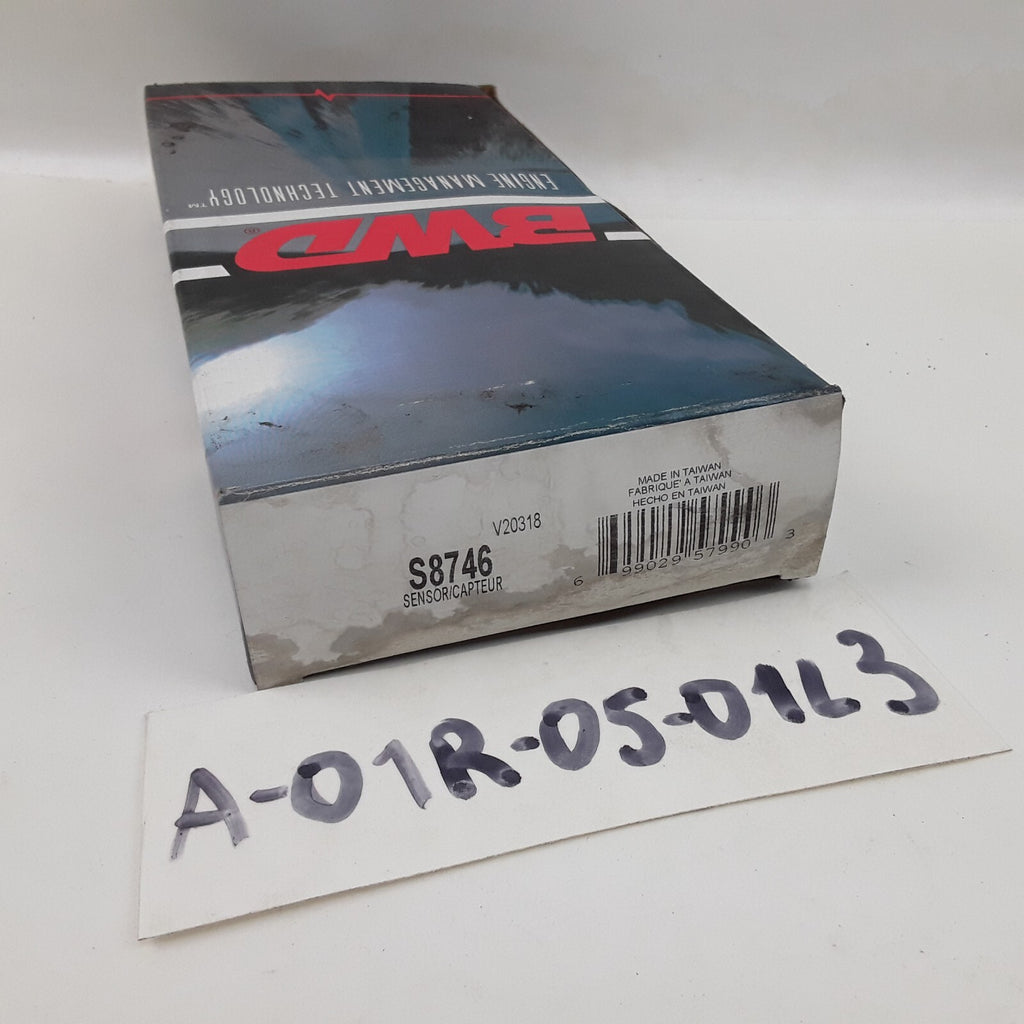 ENGINE MANAGEMENT TECHNOLOGY™
BWD®
MADE IN TAIWAN
FABRIQUE' A TAIWAN
HECHO EN TAIWAN
V20318
S8746
SENSOR/CAPTEUR
6 99029 57990 3
A-01R-05-01L3